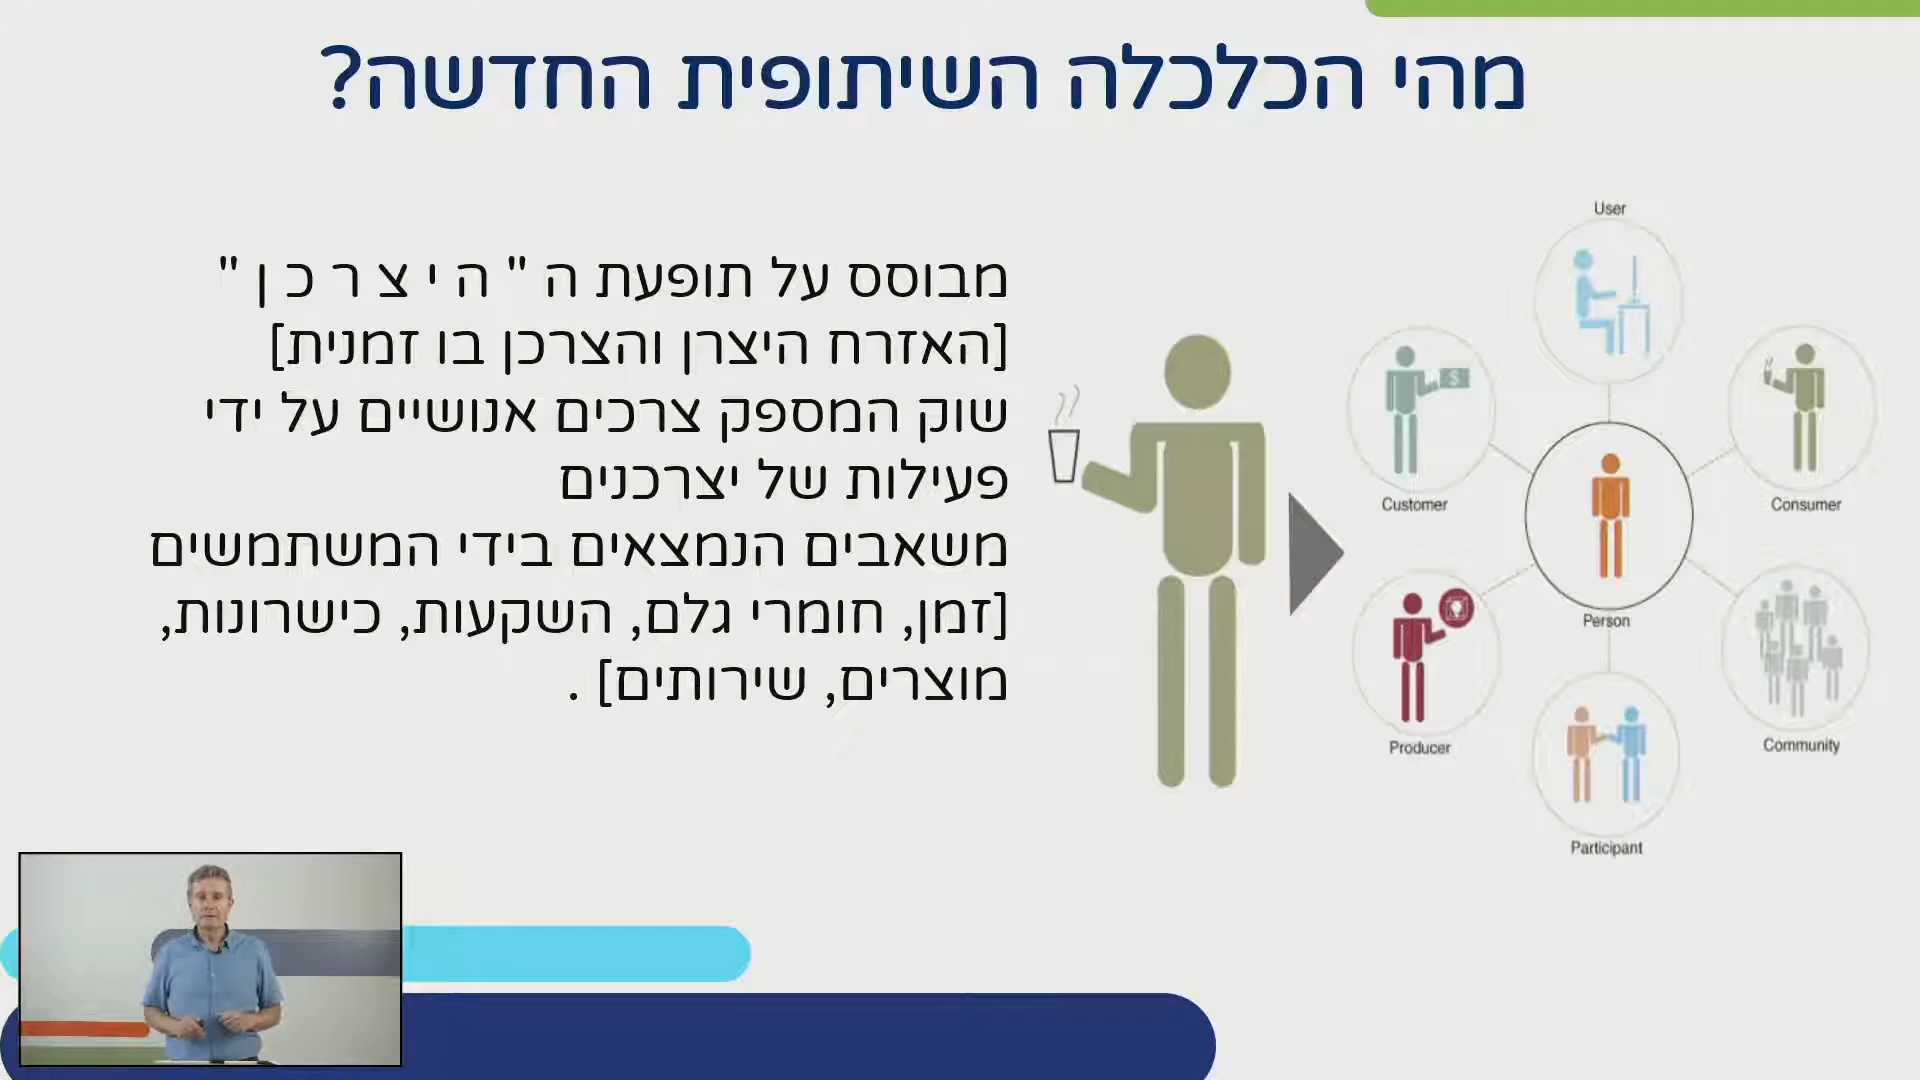 מהי הכלכלה השיתופית החדשה?
מבוסס על תופעת ה " ה י צ ר כ ן "
[האזרח היצרן והצרכן בו זמנית]
שוק המספק צרכים אנושיים על ידי
פעילות של יצרכנים
משאבים הנמצאים בידי המשתמשים
[זמן, חומרי גלם, השקעות, כישרונות,
מוצרים, שירותים] .
User
Customer
Consumer
Person
Producer
Community
Participant